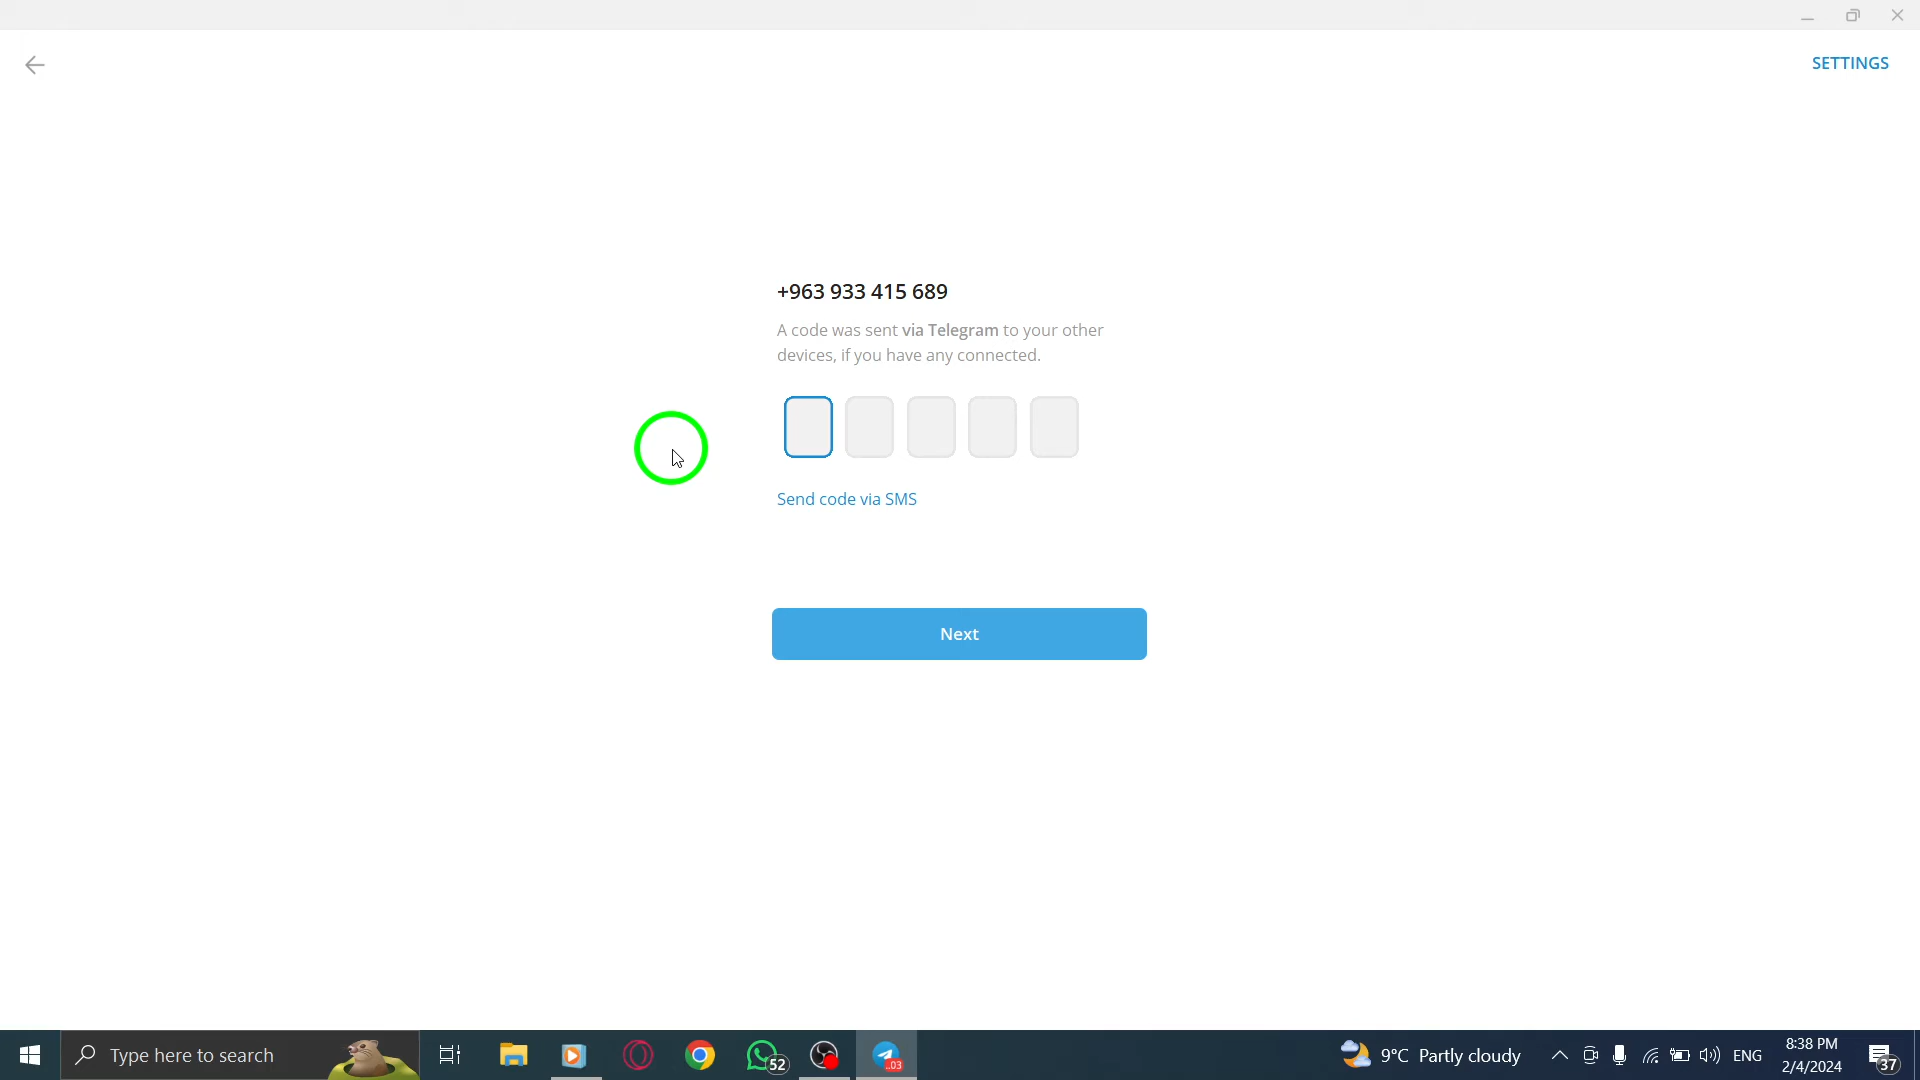 SETTINGS
+963 933 415 689
A code was sent via Telegram to your other
devices, if you have any connected.
Send code via SMS
Next
Type here to search
52
..03
9°C Partly cloudy
ENG
8:38 PM
2/4/2024
37